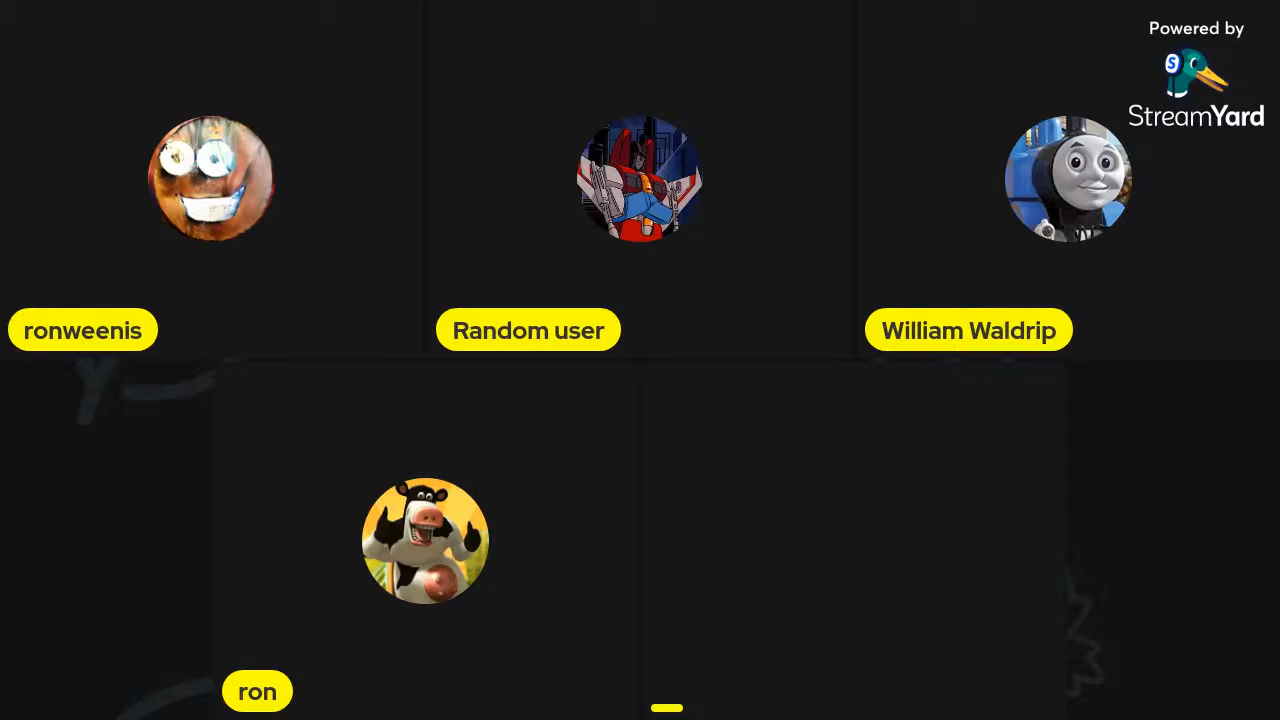 Powered by
S
StreamYard
ronweenis
Random user
William Waldrip
ron